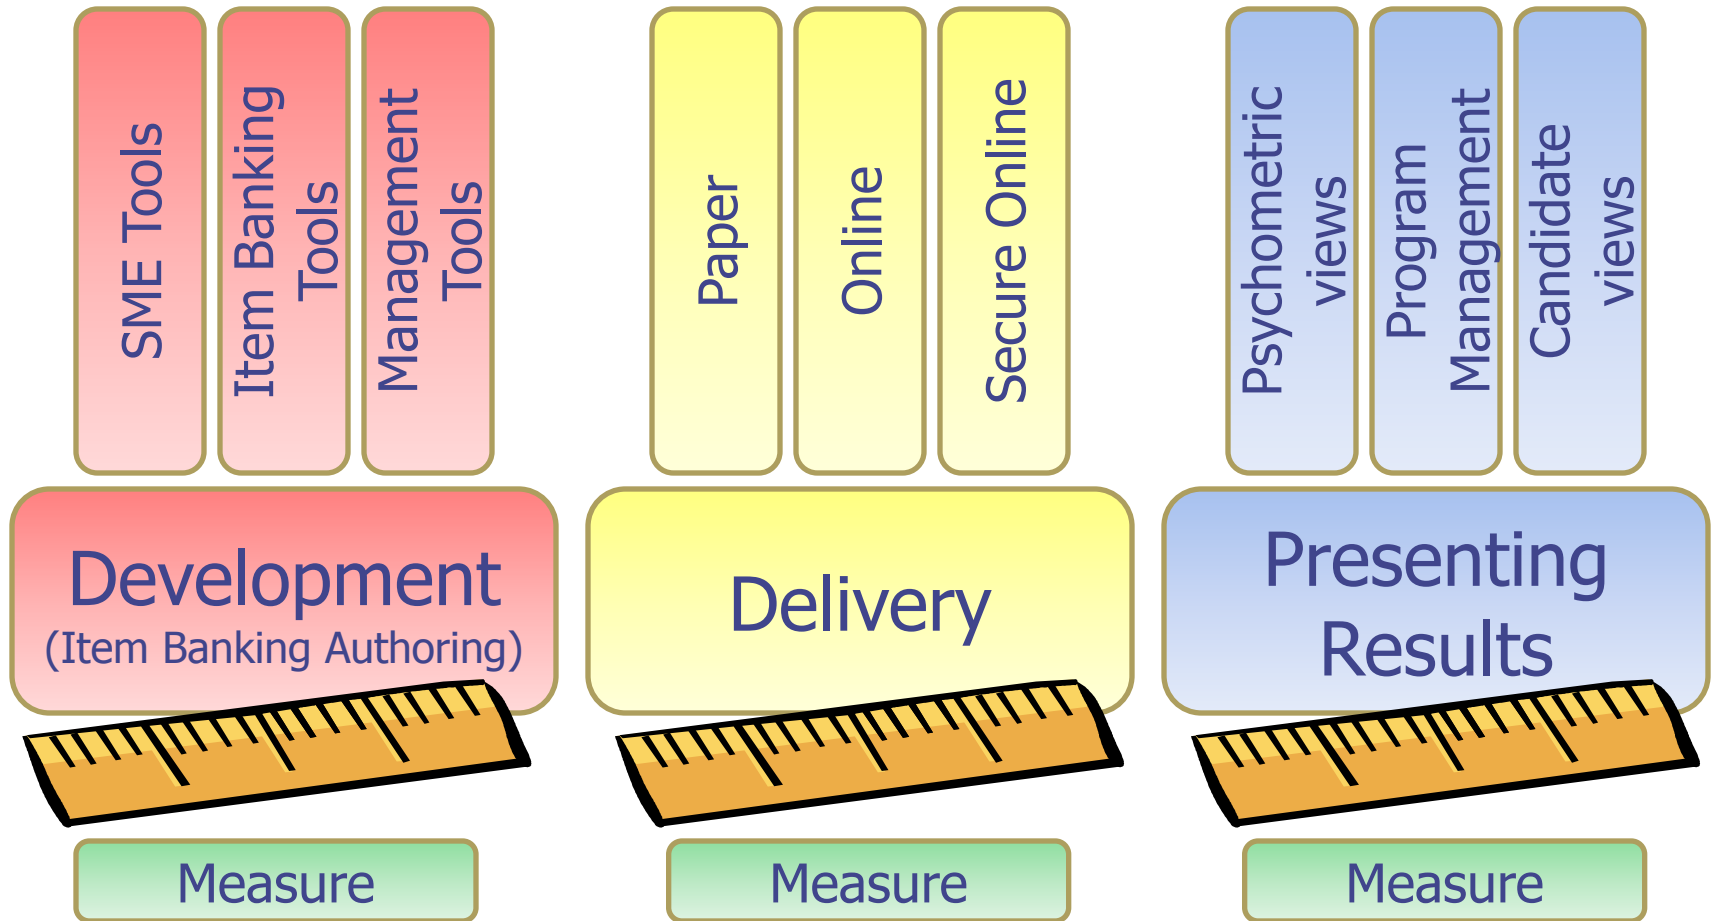 SME Tools
Item Banking
Tools
Management
Tools
Paper
Online
Secure Online
Psychometric
views
Program
Management
Candidate
views
Development
(Item Banking Authoring)
Delivery
Presenting
Results
Measure
Measure
Measure